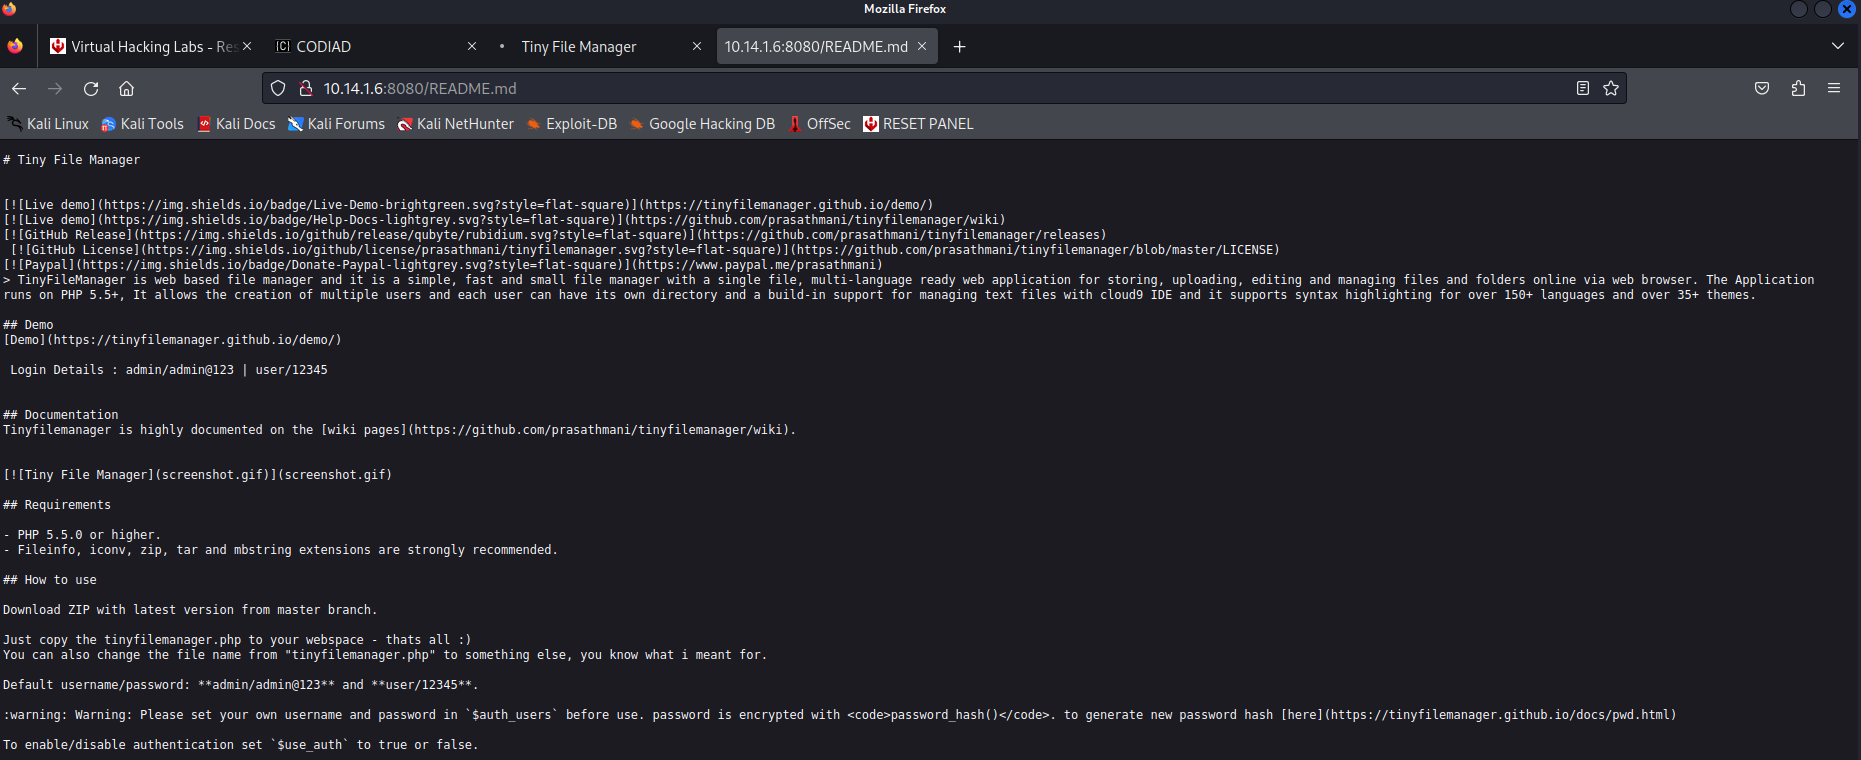 Mozilla Firefox
Virtual Hacking Labs - Res
CODIAD
Tiny File Manager
10.14.1.6:8080/README.md
10.14.1.6:8080/README.md
Kali Linux Kali Tools Kali Docs Kali Forums Kali NetHunter Exploit-DB Google Hacking DB OffSec RESET PANEL
# Tiny File Manager
[![Live demo](https://img.shields.io/badge/Live-Demo-brightgreen.svg?style=flat-square)](https://tinyfilemanager.github.io/demo/)
[![Live demo](https://img.shields.io/badge/Help-Docs-lightgrey.svg?style=flat-square)](https://github.com/prasathmani/tinyfilemanager/wiki)
[![GitHub Release](https://img.shields.io/github/release/qubyte/rubidium.svg?style=flat-square)](https://github.com/prasathmani/tinyfilemanager/releases)
[![GitHub License](https://img.shields.io/github/license/prasathmani/tinyfilemanager.svg?style=flat-square)](https://github.com/prasathmani/tinyfilemanager/blob/master/LICENSE)
[![Paypal](https://img.shields.io/badge/Donate-Paypal-lightgrey.svg?style=flat-square)](https://www.paypal.me/prasathmani)
> TinyFileManager is web based file manager and it is a simple, fast and small file manager with a single file, multi-language ready web application for storing, uploading, editing and managing files and folders online via web browser. The Application
runs on PHP 5.5+, It allows the creation of multiple users and each user can have its own directory and a build-in support for managing text files with cloud9 IDE and it supports syntax highlighting for over 150+ languages and over 35+ themes.
## Demo
[Demo](https://tinyfilemanager.github.io/demo/)
Login Details : admin/admin@123 | user/12345
## Documentation
Tinyfilemanager is highly documented on the [wiki pages](https://github.com/prasathmani/tinyfilemanager/wiki).
[![Tiny File Manager](screenshot.gif)](screenshot.gif)
## Requirements
- PHP 5.5.0 or higher.
- Fileinfo, iconv, zip, tar and mbstring extensions are strongly recommended.
## How to use
Download ZIP with latest version from master branch.
Just copy the tinyfilemanager.php to your webspace - thats all :)
You can also change the file name from "tinyfilemanager.php" to something else, you know what i meant for.
Default username/password: **admin/admin@123** and **user/12345**.
:warning: Warning: Please set your own username and password in `$auth_users` before use. password is encrypted with <code>password_hash()</code>. to generate new password hash [here](https://tinyfilemanager.github.io/docs/pwd.html)
To enable/disable authentication set `$use_auth` to true or false.